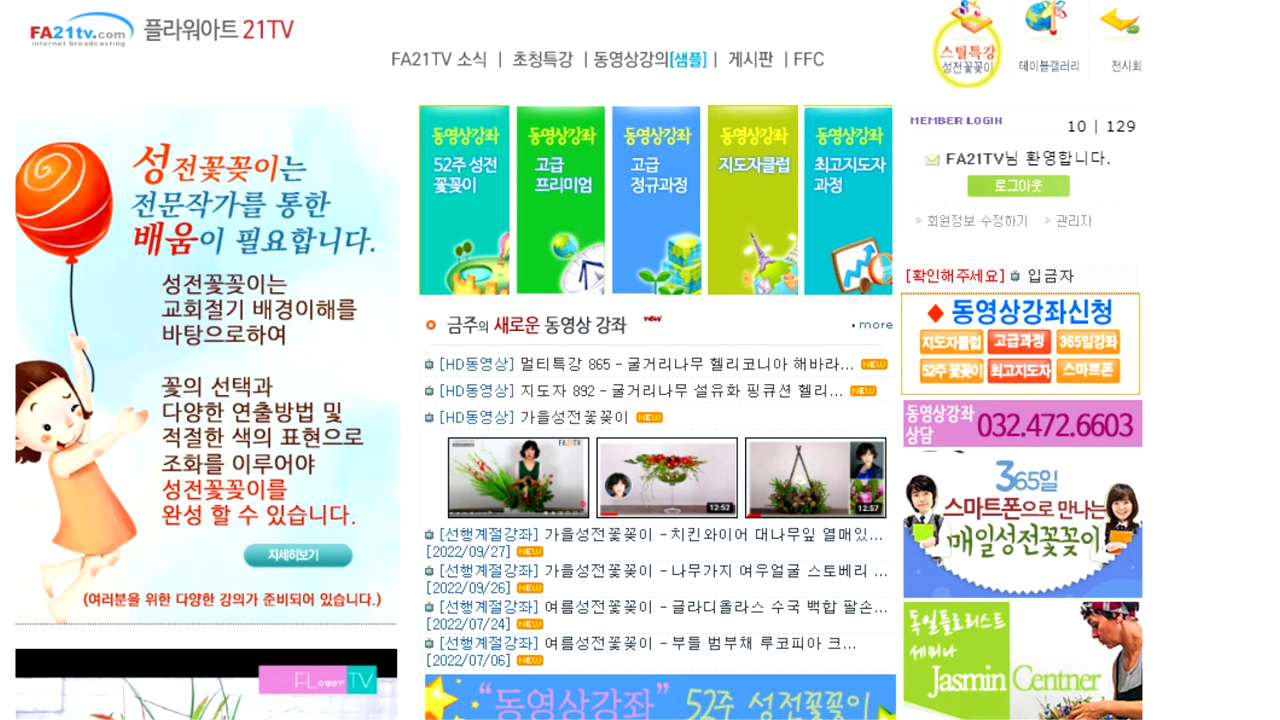 FA21tv.com
internet broadcasting
플라워아트 21TV
FA21TV 소식 | 초청특강 | 동영상강의[샘플] | 게시판 | FFC
스틸특강
성전꽃꽂이
테이블갤러리
전시회
성전꽃꽂이는
전문작가를 통한
배움이 필요합니다.
성전꽃꽂이는
교회절기 배경이해를
바탕으로하여
꽃의 선택과
다양한 연출방법 및
적절한 색의 표현으로
조화를 이루어야
성전꽃꽂이를
완성 할 수 있습니다.
자세히보기
(여러분을 위한 다양한 강의가 준비되어 있습니다.)
FLower TV
동영상강좌
52주 성전
꽃꽂이
동영상강좌
고급
프리미엄
동영상강좌
고급
정규과정
동영상강좌
지도자클럽
동영상강좌
최고지도자
과정
금주의 새로운 동영상 강좌 new
more
[HD동영상] 멀티특강 865 - 굴거리나무 헬리코니아 해바라... NEW
[HD동영상] 지도자 892 - 굴거리나무 설유화 핑큐션 헬리... NEW
[HD동영상] 가을성전꽃꽂이 NEW
FA21TV
12:52
12:57
[선행계절강좌] 가을성전꽃꽂이 - 치킨와이어 대나무잎 열매있...
[2022/09/27] NEW
[선행계절강좌] 가을성전꽃꽂이 - 나무가지 여우얼굴 스토베리 ...
[2022/09/26] NEW
[선행계절강좌] 여름성전꽃꽂이 - 글라디올라스 수국 백합 팔손...
[2022/07/24] NEW
[선행계절강좌] 여름성전꽃꽂이 - 부들 범부채 루코피아 크...
[2022/07/06] NEW
“동영상강좌” 52주 성전꽃꽂이
MEMBER LOGIN
10 | 129
FA21TV님 환영합니다.
로그아웃
» 회원정보 수정하기 » 관리자
[확인해주세요] 입금자
◆ 동영상강좌신청
지도자클럽 고급과정 365일강좌
52주 꽃꽂이 최고지도자 스마트폰
동영상강좌
상담
032.472.6603
365일
스마트폰으로 만나는
매일성전꽃꽂이
독일플로리스트
세미나
Jasmin Centner